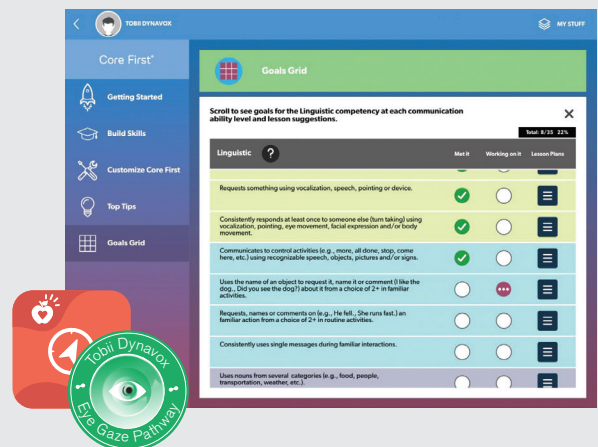 TOBII DYNAVOX
MY STUFF
Core First®
Getting Started
Build Skills
Customize Core First
Top Tips
Goals Grid
Goals Grid
Scroll to see goals for the Linguistic competency at each communication
ability level and lesson suggestions.
Total: 8/35 22%
Linguistic ?
Met it
Working on it
Lesson Plans
Requests something using vocalization, speech, pointing or device.
Consistently responds at least once to someone else (turn taking) using
vocalization, pointing, eye movement, facial expression and/or body
movement.
Communicates to control activities (e.g., more, all done, stop, come
here, etc.) using recognizable speech, objects, pictures and/or signs.
Uses the name of an object to request it, name it or comment (I like the
dog., Did you see the dog?) about it from a choice of 2+ in familiar
activities.
Requests, names or comments on (e.g., He fell., She runs fast.) an
familiar action from a choice of 2+ in routine activities.
Consistently uses single messages during familiar interactions.
Uses nouns from several categories (e.g., food, people,
transportation, weather, etc.).
Tobii Dynavox
Eye Gaze Pathway